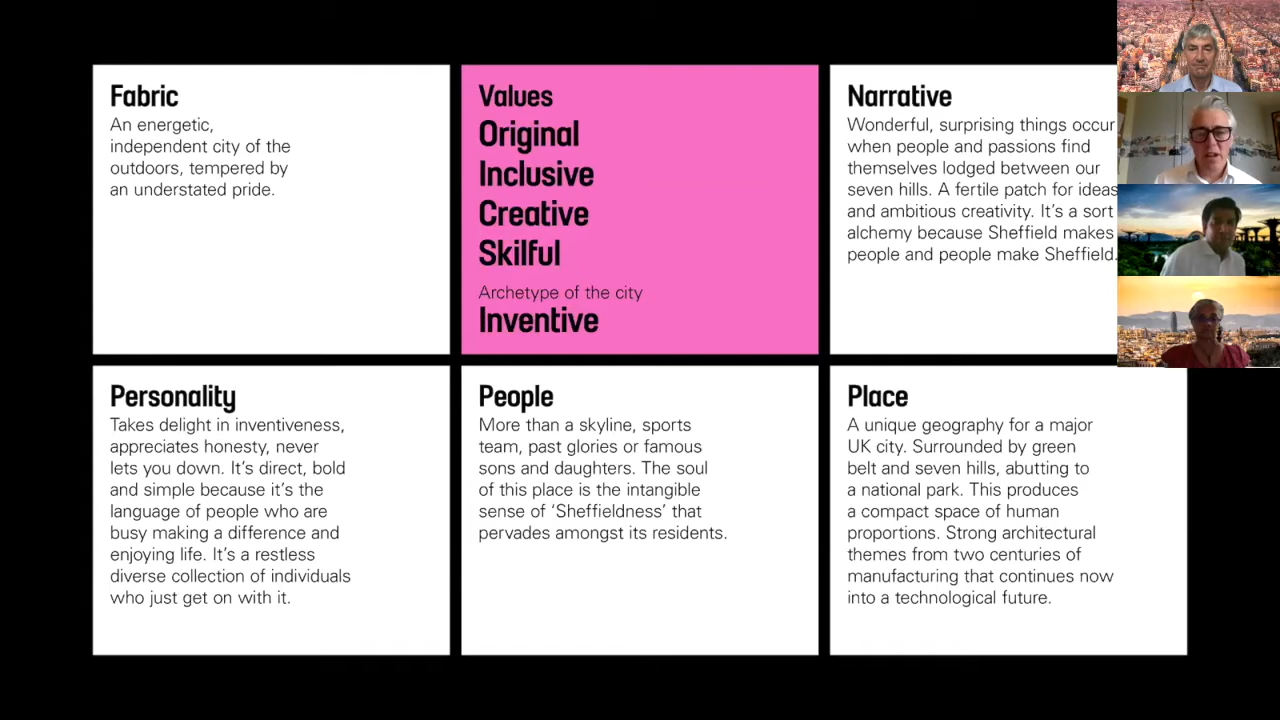 Fabric
An energetic,
independent city of the
outdoors, tempered by
an understated pride.
Values
Original
Inclusive
Creative
Skilful
Archetype of the city
Inventive
Narrative
Wonderful, surprising things occur
when people and passions find
themselves lodged between our
seven hills. A fertile patch for ideas
and ambitious creativity. It’s a sort
alchemy because Sheffield makes
people and people make Sheffield.
Personality
Takes delight in inventiveness,
appreciates honesty, never
lets you down. It’s direct, bold
and simple because it’s the
language of people who are
busy making a difference and
enjoying life. It’s a restless
diverse collection of individuals
who just get on with it.
People
More than a skyline, sports
team, past glories or famous
sons and daughters. The soul
of this place is the intangible
sense of ‘Sheffieldness’ that
pervades amongst its residents.
Place
A unique geography for a major
UK city. Surrounded by green
belt and seven hills, abutting to
a national park. This produces
a compact space of human
proportions. Strong architectural
themes from two centuries of
manufacturing that continues now
into a technological future.